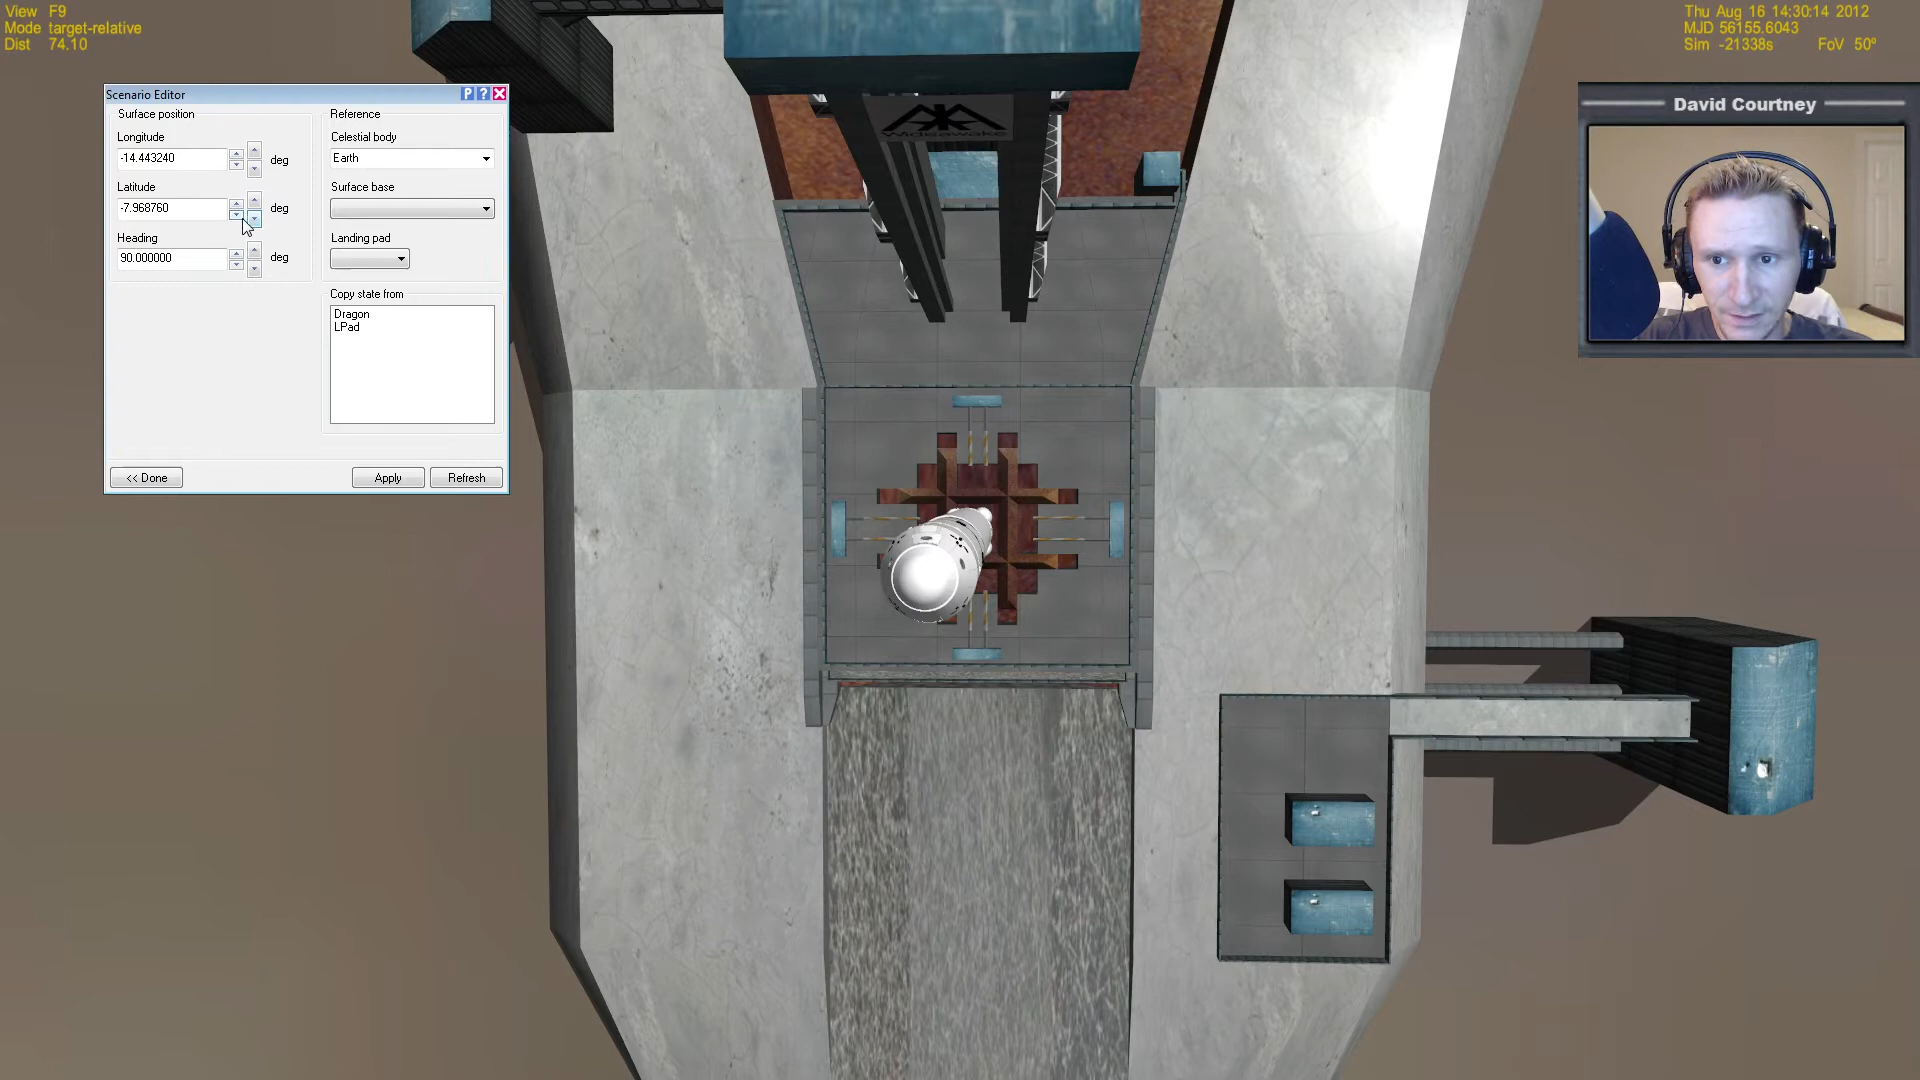 View F9
Mode target-relative
Dist 74.10
Thu Aug 16 14:30:14 2012
MJD 56155.6043
Sim -21338s FoV 50°
Scenario Editor
P ?
Surface position
Longitude
-14.443240
deg
Latitude
-7.968760
deg
Heading
90.000000
deg
Reference
Celestial body
Earth
Surface base
Landing pad
Copy state from
Dragon
LPad
<< Done
Apply
Refresh
Wideawake
David Courtney